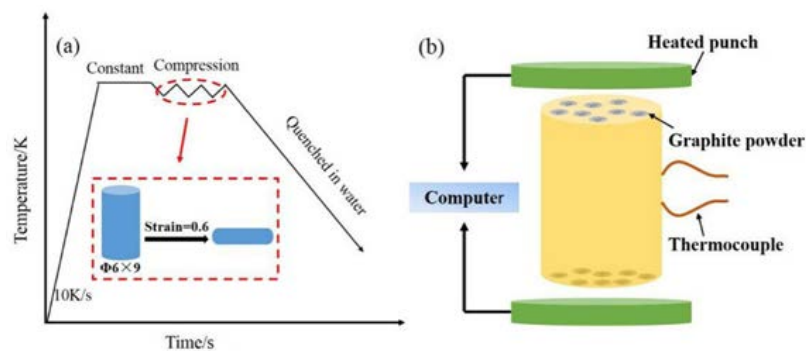 (a)
Constant
Compression
Temperature/K
Quenched in water
Strain=0.6
Φ6×9
10K/s
Time/s
(b)
Heated punch
Graphite powder
Computer
Thermocouple